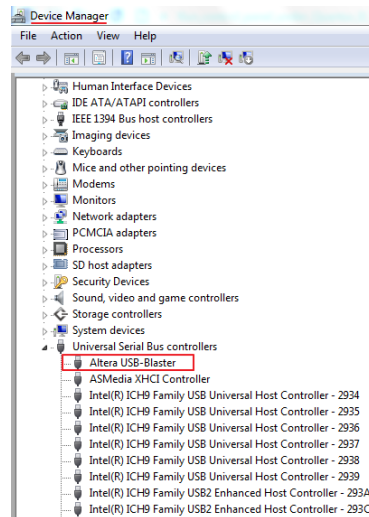 Device Manager
File Action View Help
Human Interface Devices
IDE ATA/ATAPI controllers
IEEE 1394 Bus host controllers
Imaging devices
Keyboards
Mice and other pointing devices
Modems
Monitors
Network adapters
PCMCIA adapters
Processors
SD host adapters
Security Devices
Sound, video and game controllers
Storage controllers
System devices
Universal Serial Bus controllers
Altera USB-Blaster
ASMedia XHCI Controller
Intel(R) ICH9 Family USB Universal Host Controller - 2934
Intel(R) ICH9 Family USB Universal Host Controller - 2935
Intel(R) ICH9 Family USB Universal Host Controller - 2936
Intel(R) ICH9 Family USB Universal Host Controller - 2937
Intel(R) ICH9 Family USB Universal Host Controller - 2938
Intel(R) ICH9 Family USB Universal Host Controller - 2939
Intel(R) ICH9 Family USB2 Enhanced Host Controller - 293A
Intel(R) ICH9 Family USB2 Enhanced Host Controller - 293C